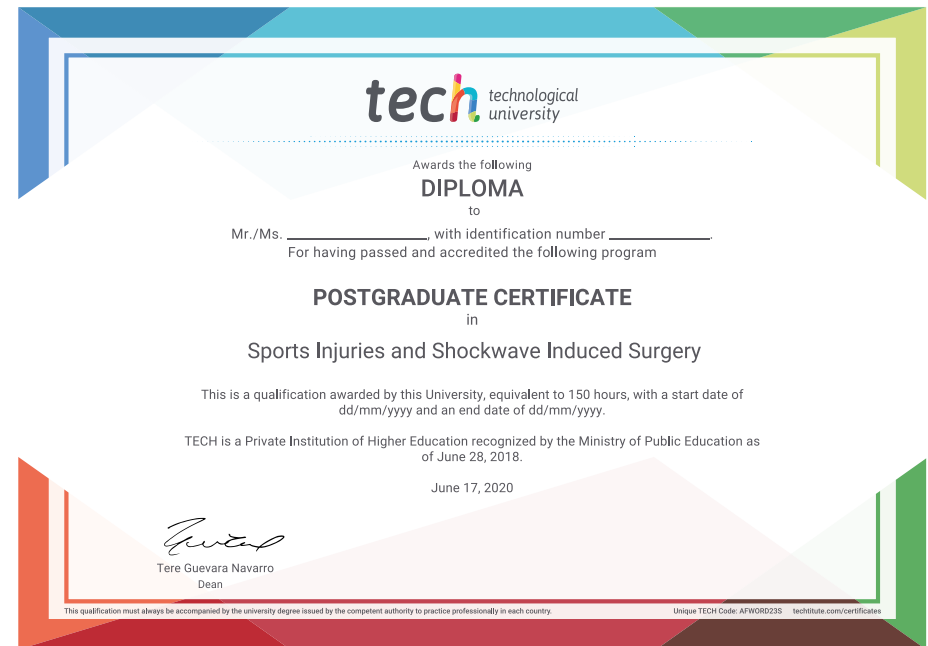 tech technological
university
Awards the following
DIPLOMA
to
Mr./Ms. ____________________, with identification number ______________.
For having passed and accredited the following program
POSTGRADUATE CERTIFICATE
in
Sports Injuries and Shockwave Induced Surgery
This is a qualification awarded by this University, equivalent to 150 hours, with a start date of
dd/mm/yyyy and an end date of dd/mm/yyyy.
TECH is a Private Institution of Higher Education recognized by the Ministry of Public Education as
of June 28, 2018.
June 17, 2020
Tere Guevara Navarro
Dean
This qualification must always be accompanied by the university degree issued by the competent authority to practice professionally in each country.
Unique TECH Code: AFWORD23S techtitute.com/certificates